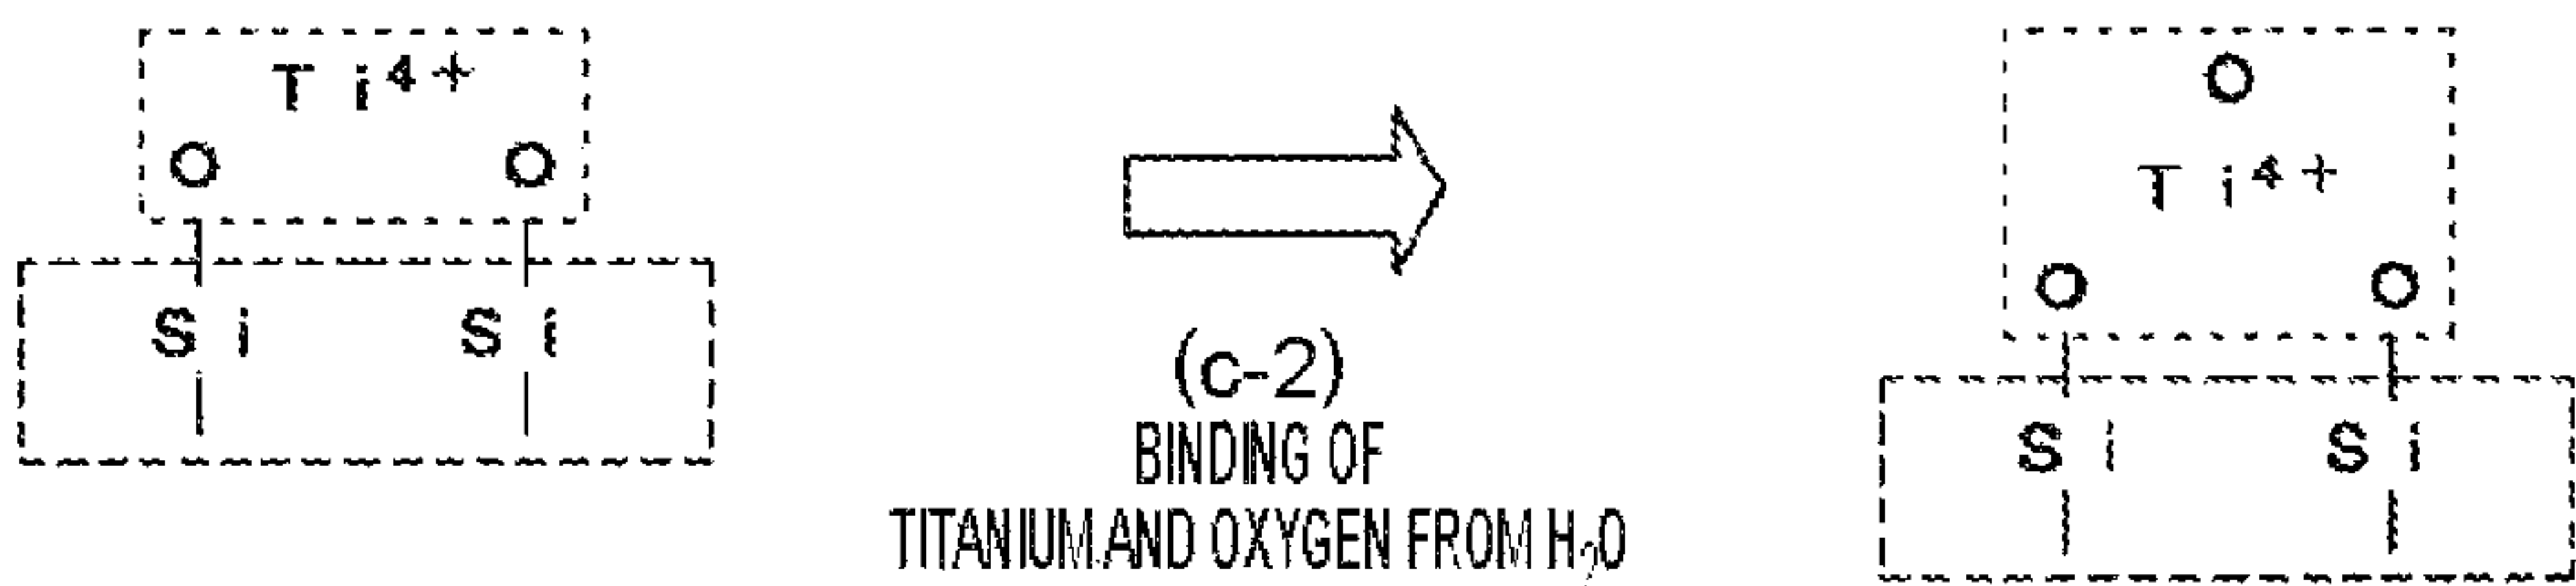 Ti⁴⁺
O O
Si Si
(c-2)
BINDING OF
TITANIUM AND OXYGEN FROM H₂O
O
Ti⁴⁺
O O
Si Si